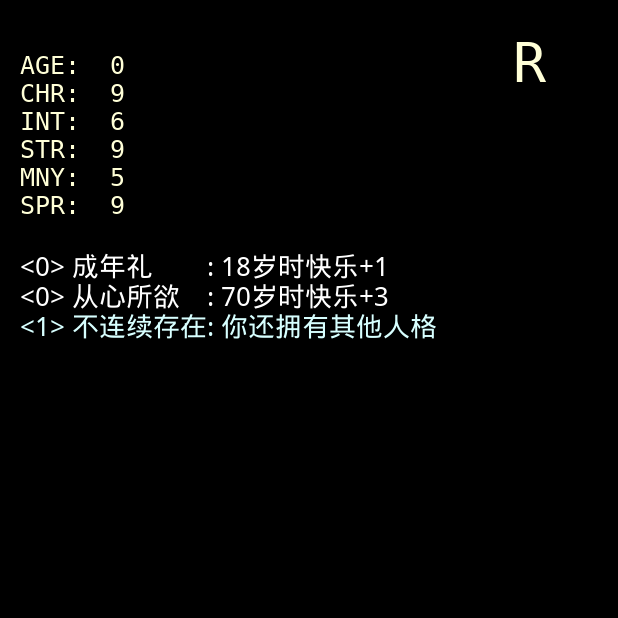 R
AGE: 0
CHR: 9
INT: 6
STR: 9
MNY: 5
SPR: 9
<0> 成年礼 : 18岁时快乐+1
<0> 从心所欲 : 70岁时快乐+3
<1> 不连续存在: 你还拥有其他人格